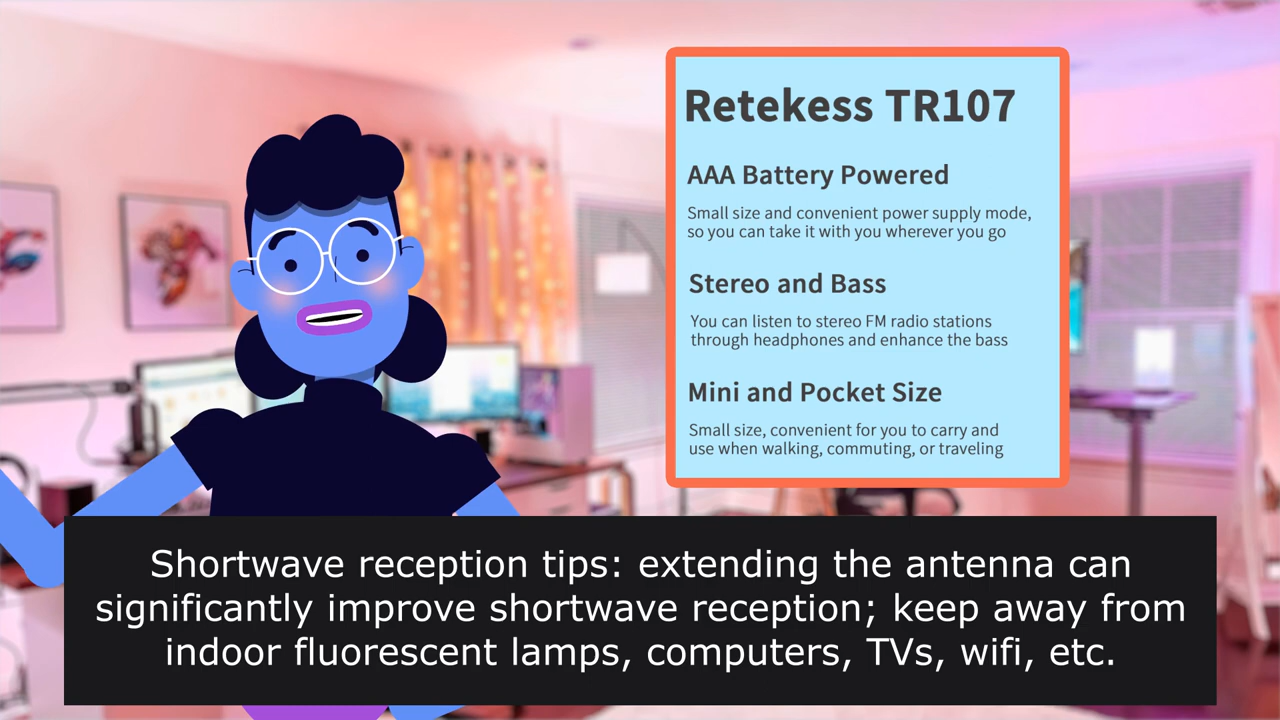 Retekess TR107
AAA Battery Powered
Small size and convenient power supply mode,
so you can take it with you wherever you go
Stereo and Bass
You can listen to stereo FM radio stations
through headphones and enhance the bass
Mini and Pocket Size
Small size, convenient for you to carry and
use when walking, commuting, or traveling
Shortwave reception tips: extending the antenna can
significantly improve shortwave reception; keep away from
indoor fluorescent lamps, computers, TVs, wifi, etc.